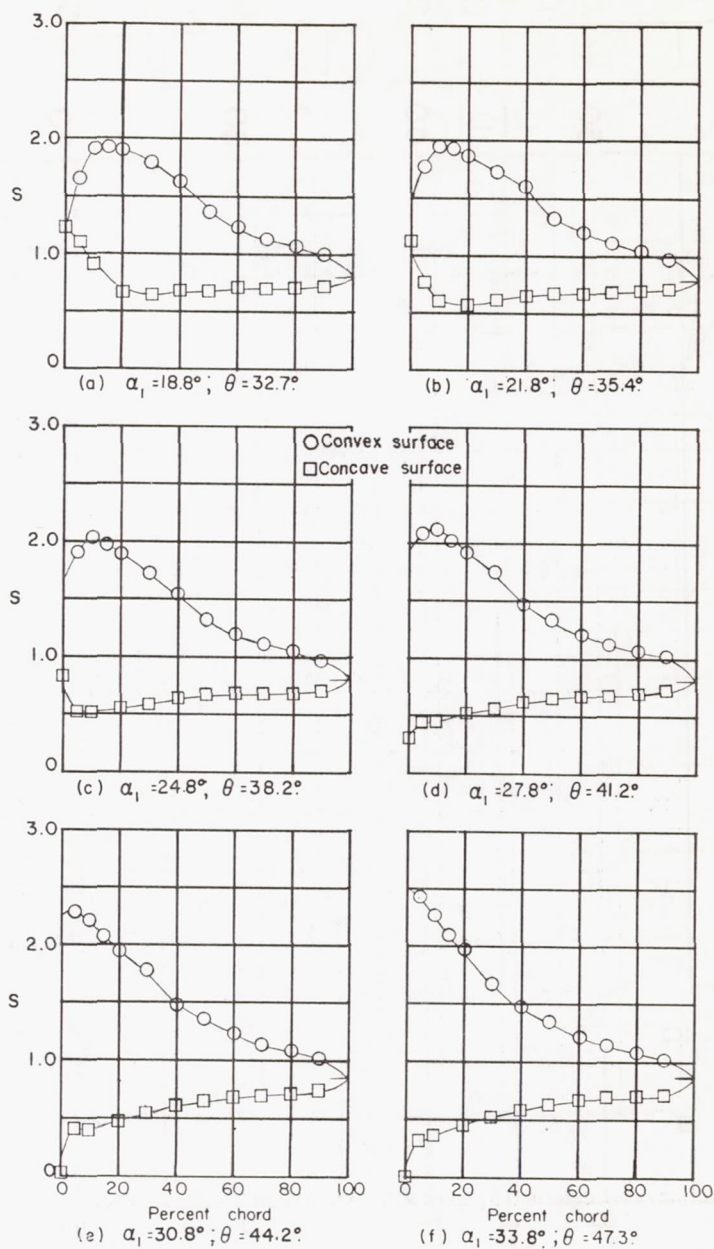 3.0
2.0
S
1.0
0
(a) α₁ =18.8°; θ = 32.7°
(b) α₁ =21.8°; θ =35.4°
3.0
○ Convex surface
□ Concave surface
2.0
S
1.0
0
(c) α₁ =24.8°; θ =38.2°
(d) α₁ =27.8°; θ =41.2°
3.0
2.0
S
1.0
0
0 20 40 60 80 100
0 20 40 60 80 100
Percent chord
Percent chord
(e) α₁ =30.8°; θ =44.2°
(f) α₁ =33.8°; θ =47.3°